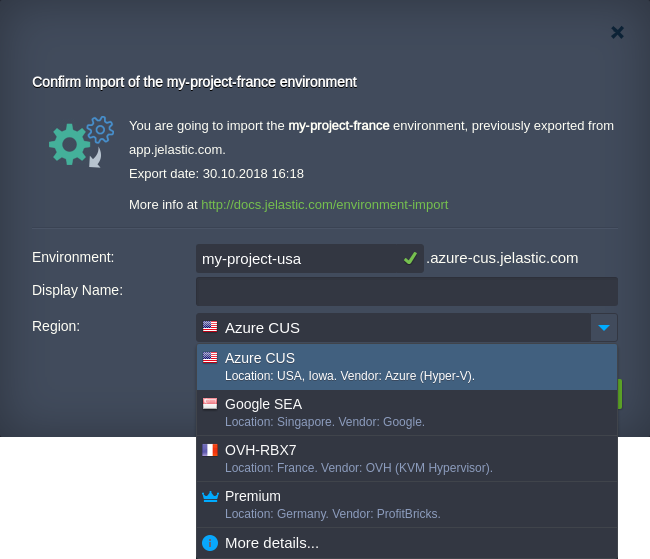 Confirm import of the my-project-france environment
You are going to import the my-project-france environment, previously exported from
app.jelastic.com.
Export date: 30.10.2018 16:18
More info at http://docs.jelastic.com/environment-import
Environment: my-project-usa .azure-cus.jelastic.com
Display Name:
Region: Azure CUS
Azure CUS
Location: USA, Iowa. Vendor: Azure (Hyper-V).
Google SEA
Location: Singapore. Vendor: Google.
OVH-RBX7
Location: France. Vendor: OVH (KVM Hypervisor).
Premium
Location: Germany. Vendor: ProfitBricks.
More details...